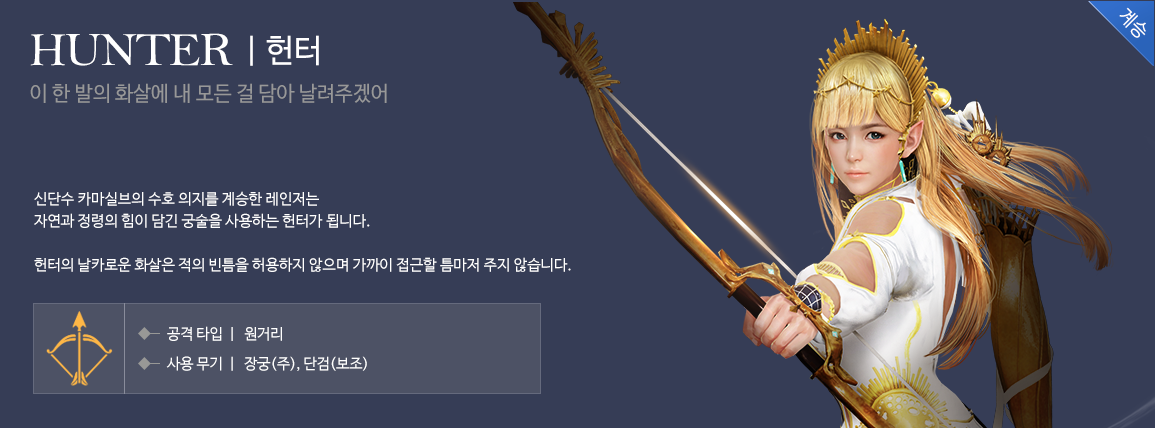 HUNTER | 헌터
계승
이 한 발의 화살에 내 모든 걸 담아 날려주겠어
신단수 카마실브의 수호 의지를 계승한 레인저는
자연과 정령의 힘이 담긴 궁술을 사용하는 헌터가 됩니다.
헌터의 날카로운 화살은 적의 빈틈을 허용하지 않으며 가까이 접근할 틈마저 주지 않습니다.
공격 타입 | 원거리
사용 무기 | 장궁(주), 단검(보조)